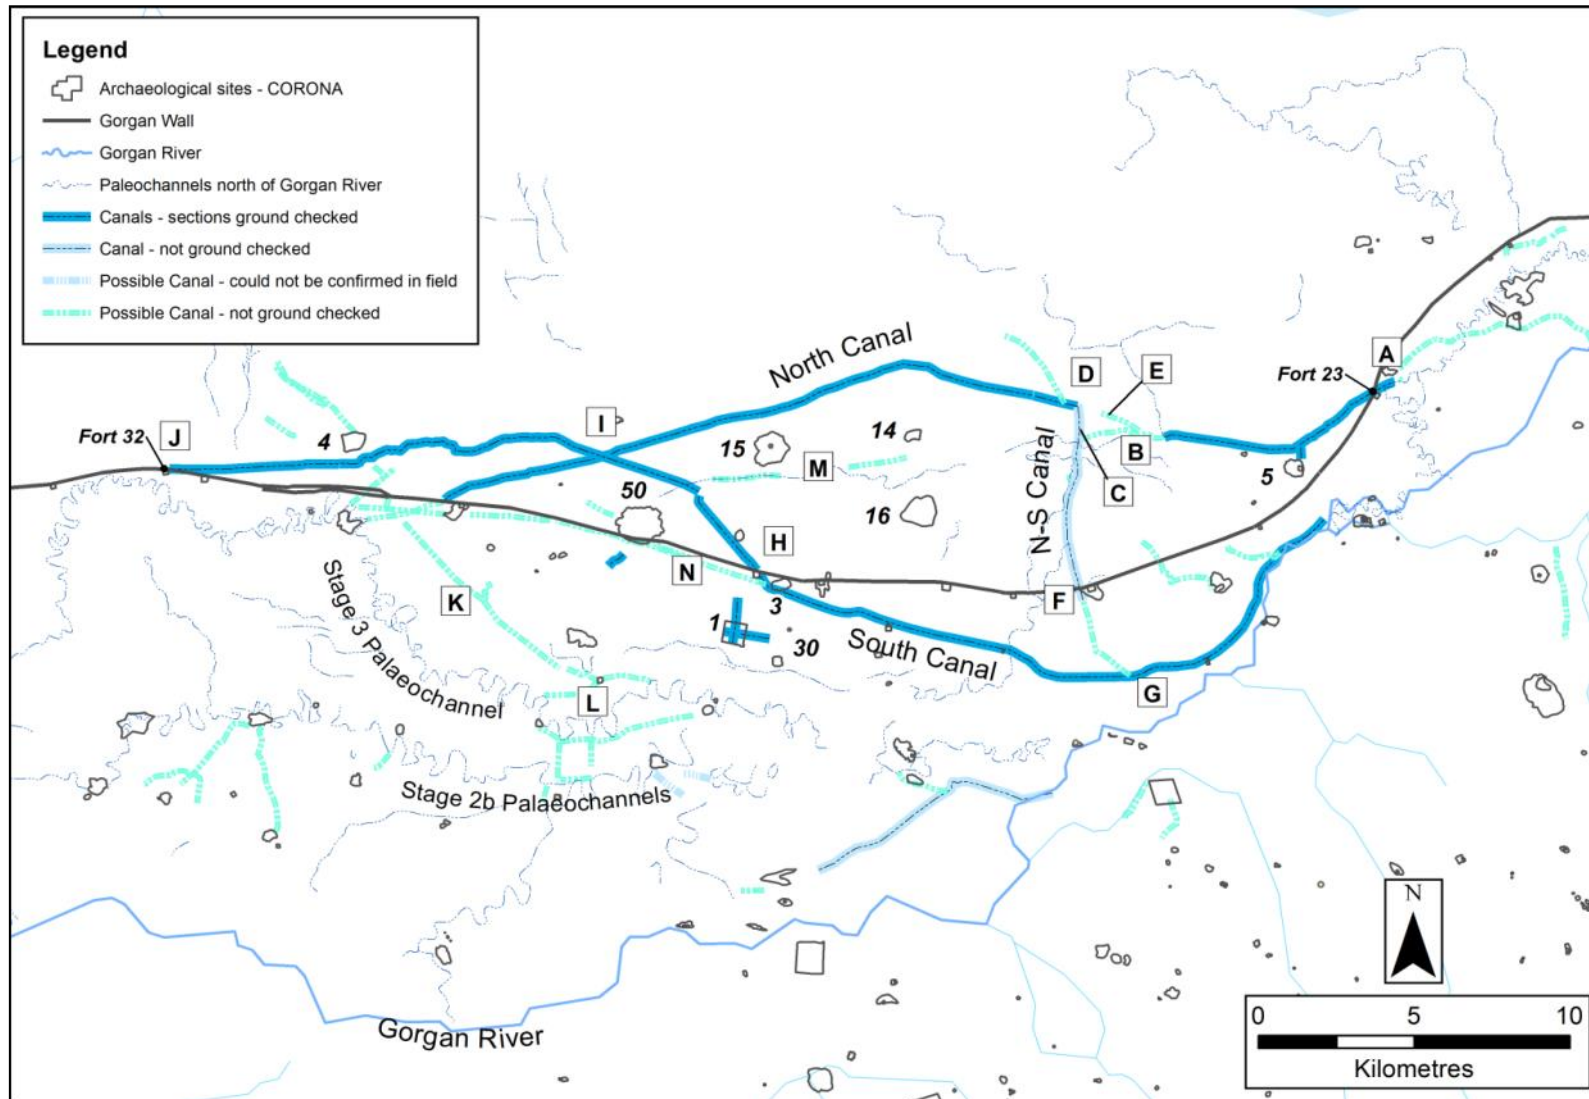 Legend
Archaeological sites - CORONA
Gorgan Wall
Gorgan River
Paleochannels north of Gorgan River
Canals - sections ground checked
Canal - not ground checked
Possible Canal - could not be confirmed in field
Possible Canal - not ground checked
North Canal
A
Fort 23
D
E
I
J
Fort 32
4
15
14
B
5
M
C
50
16
N-S Canal
H
N
F
K
3
1
30
South Canal
Stage 3 Palaeochannel
L
G
Stage 2b Palaeochannels
Gorgan River
N
0 5 10
Kilometres